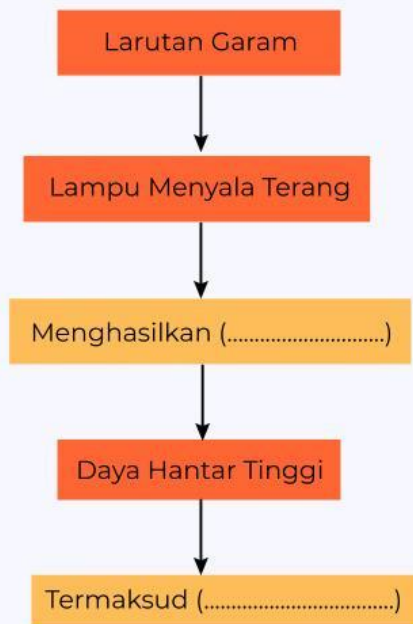 Larutan Garam
Lampu Menyala Terang
Menghasilkan (.............................)
Daya Hantar Tinggi
Termaksud (...................................)